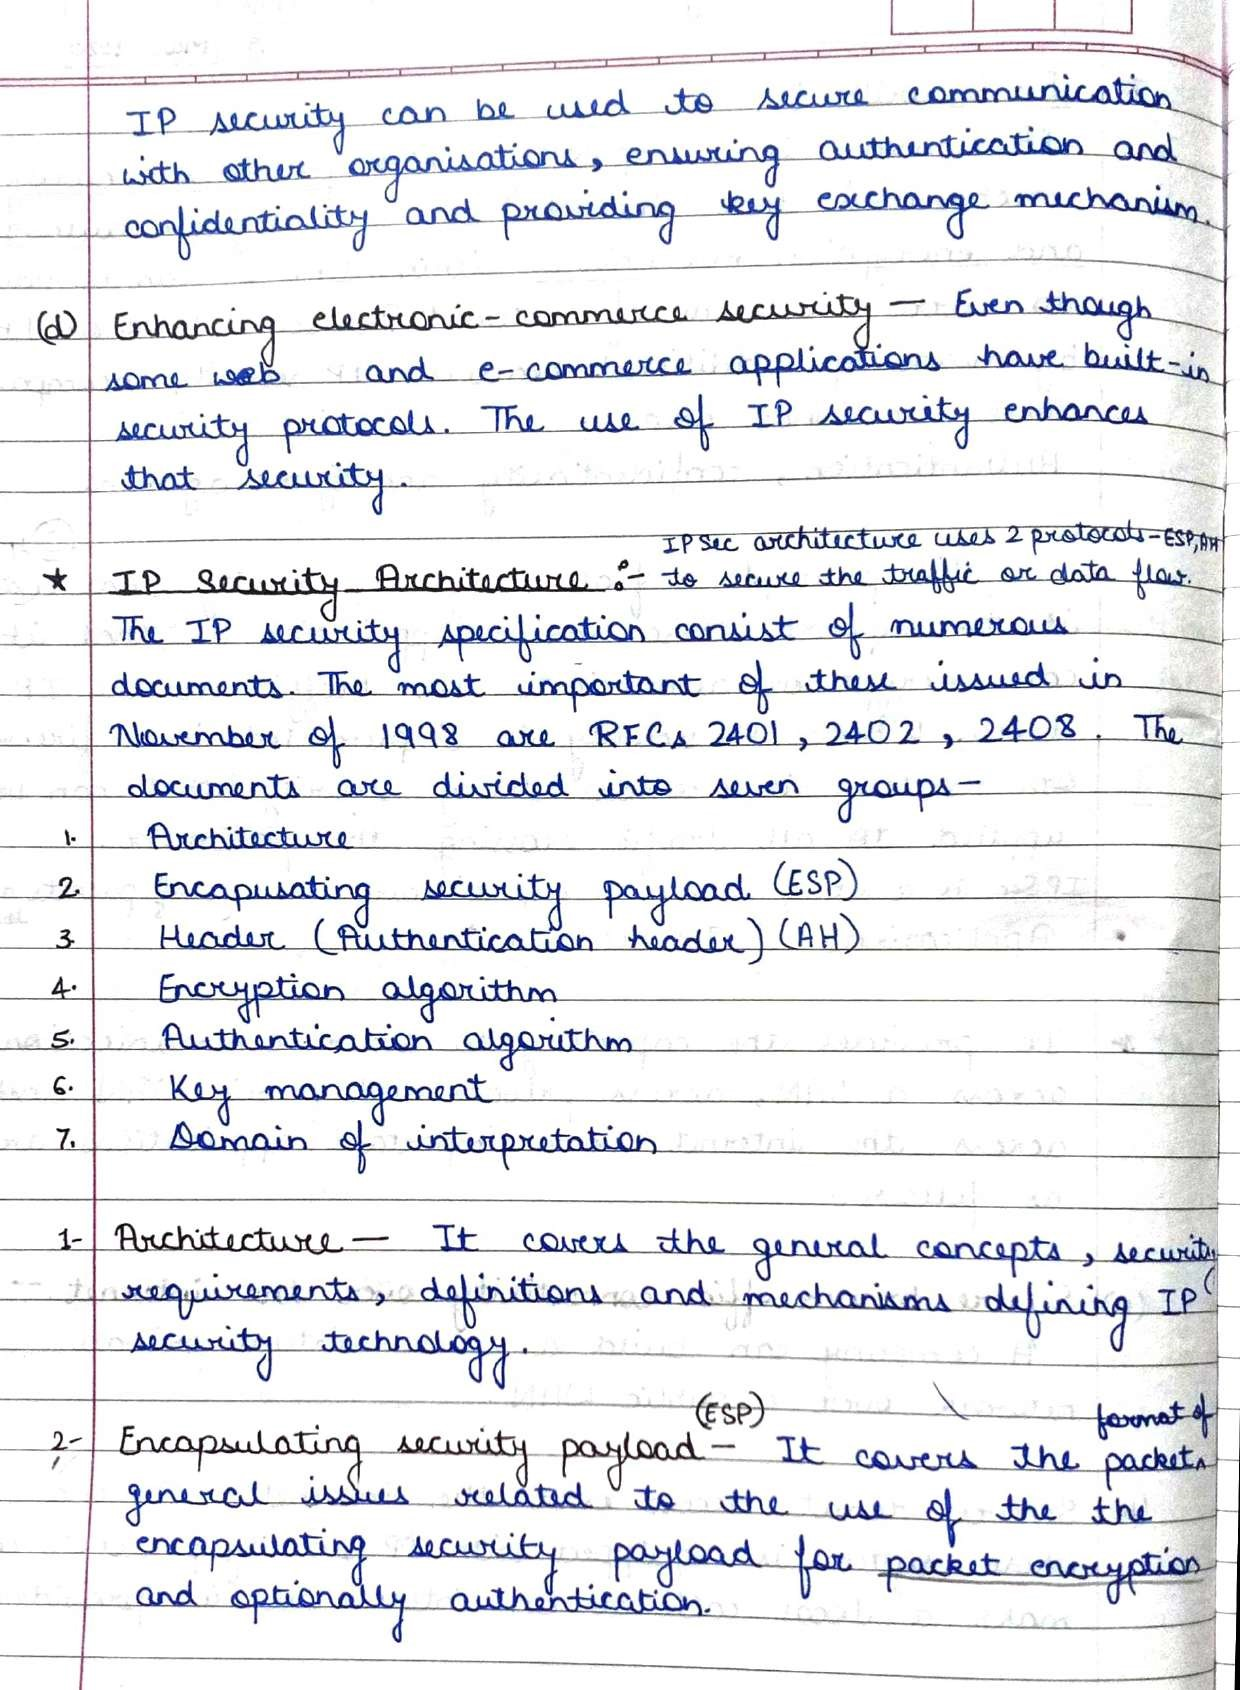 IP security can be used to secure communication
with other organisations, ensuring authentication and
confidentiality and providing key exchange mechanism.
(d) Enhancing electronic-commerce security — Even though
some web and e-commerce applications have built-in
security protocols. The use of IP security enhances
that security.
IPSec architecture uses 2 protocols-ESP,AH
* IP Security Architecture :- to secure the traffic or data flow.
The IP security specification consist of numerous
documents. The most important of these issued in
November of 1998 are RFCs 2401, 2402, 2408. The
documents are divided into seven groups-
1. Architecture
2. Encapusating security payload (ESP)
3. Header (Authentication header) (AH)
4. Encryption algorithm
5. Authentication algorithm
6. Key management
7. Domain of interpretation
1- Architecture — It covers the general concepts, security
requirements, definitions and mechanisms defining IP
security technology.
(ESP) format of
2- Encapsulating security payload — It covers the packet
general issues related to the use of the the
encapsulating security payload for packet encryption
and optionally authentication.